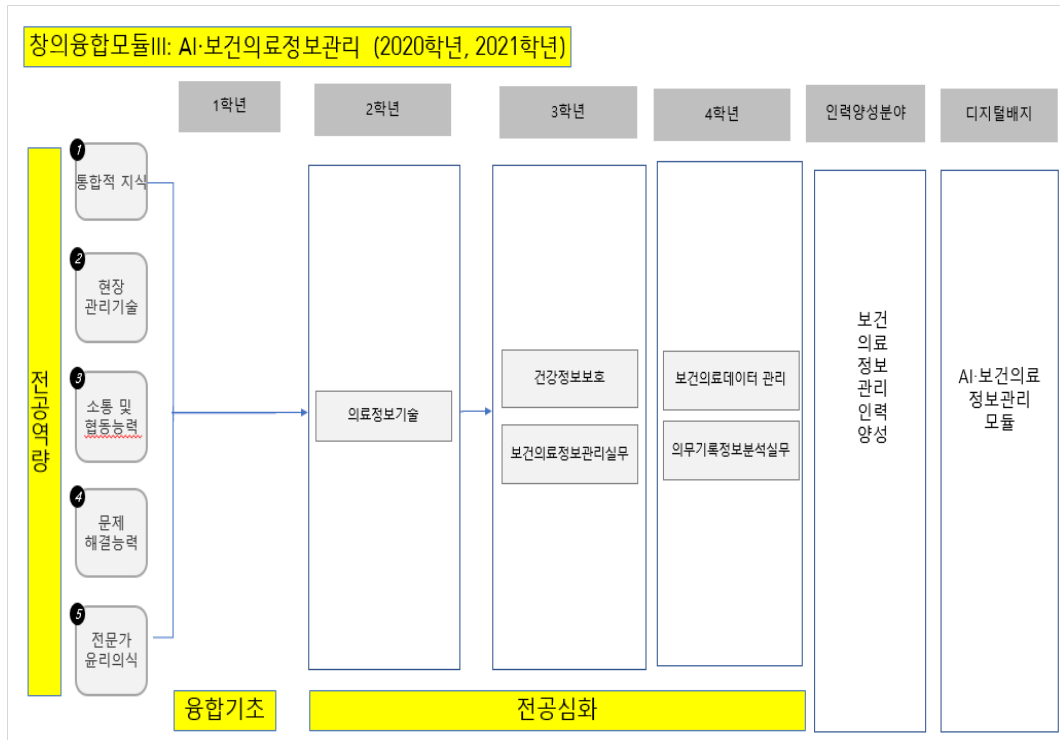 창의융합모듈III: AI·보건의료정보관리 (2020학년, 2021학년)
1학년
2학년
3학년
4학년
인력양성분야
디지털배지
전공역량
1
통합적 지식
2
현장
관리기술
3
소통 및
협동능력
4
문제
해결능력
5
전문가
윤리의식
의료정보기술
건강정보보호
보건의료정보관리실무
보건의료데이터 관리
의무기록정보분석실무
보건
의료
정보
관리
인력
양성
AI·보건의료
정보관리
모듈
융합기초
전공심화